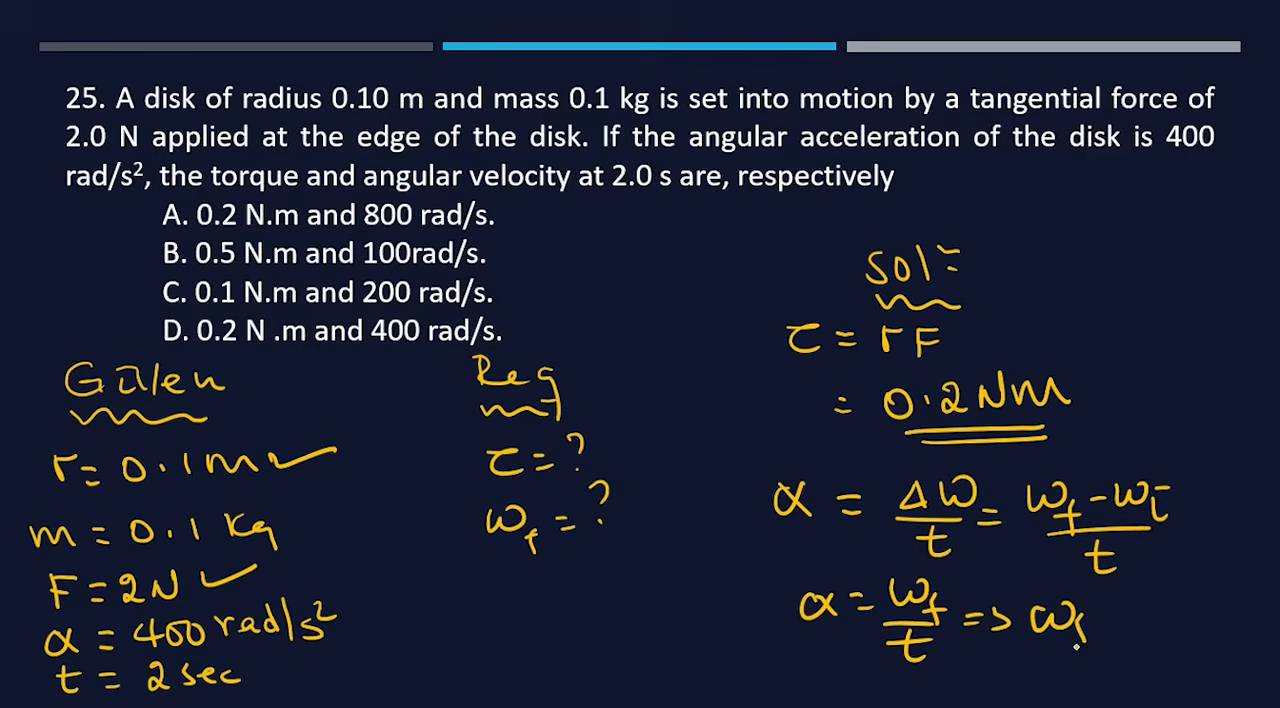 25. A disk of radius 0.10 m and mass 0.1 kg is set into motion by a tangential force of
2.0 N applied at the edge of the disk. If the angular acceleration of the disk is 400
rad/s², the torque and angular velocity at 2.0 s are, respectively
A. 0.2 N.m and 800 rad/s.
B. 0.5 N.m and 100rad/s.
C. 0.1 N.m and 200 rad/s.
D. 0.2 N .m and 400 rad/s.
Given
r = 0.1m ✓
m = 0.1 kg
F = 2N ✓
α = 400 rad/s²
t = 2 sec
Req
τ = ?
ω_f = ?
Solⁿ
τ = r F
= 0.2 Nm
α = Δω/t = (ω_f - ω_i)/t
α = ω_f/t => ω_f